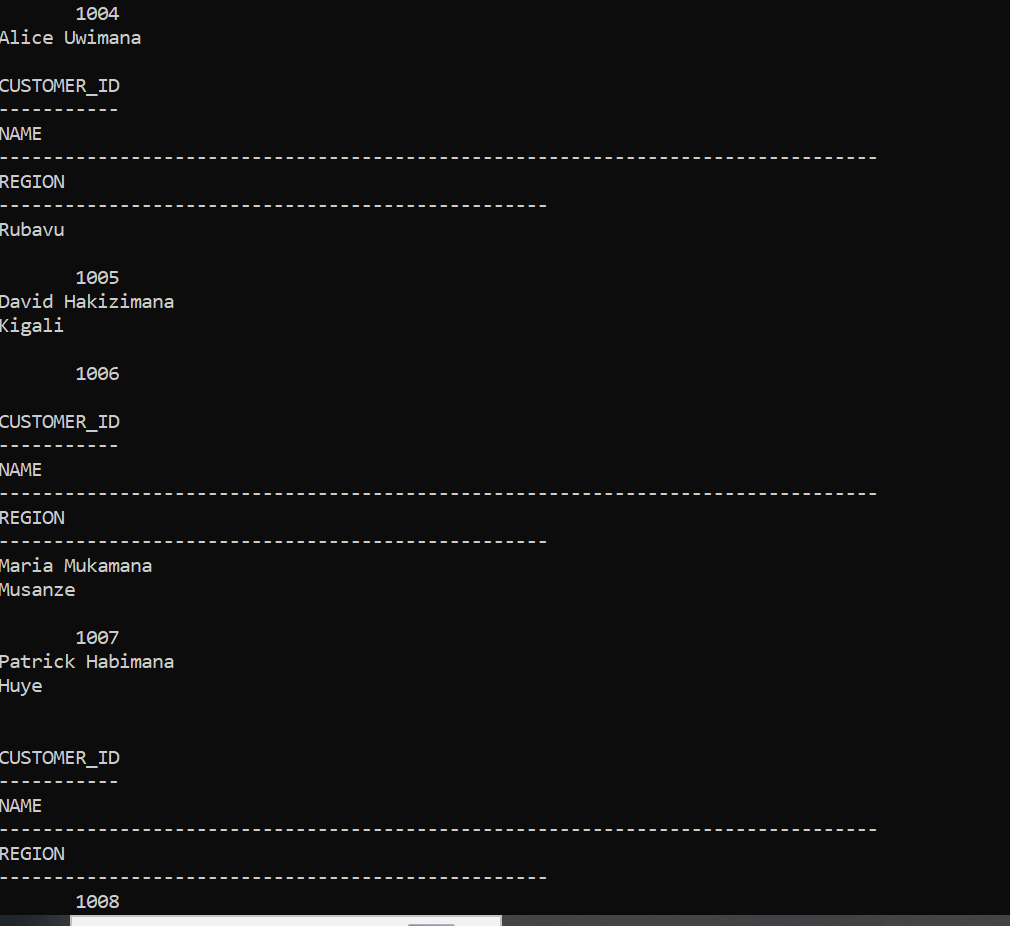 1004
Alice Uwimana
CUSTOMER_ID
-----------
NAME
--------------------------------------------------------------------------------
REGION
--------------------------------------------------
Rubavu
1005
David Hakizimana
Kigali
1006
CUSTOMER_ID
-----------
NAME
--------------------------------------------------------------------------------
REGION
--------------------------------------------------
Maria Mukamana
Musanze
1007
Patrick Habimana
Huye
CUSTOMER_ID
-----------
NAME
--------------------------------------------------------------------------------
REGION
--------------------------------------------------
1008